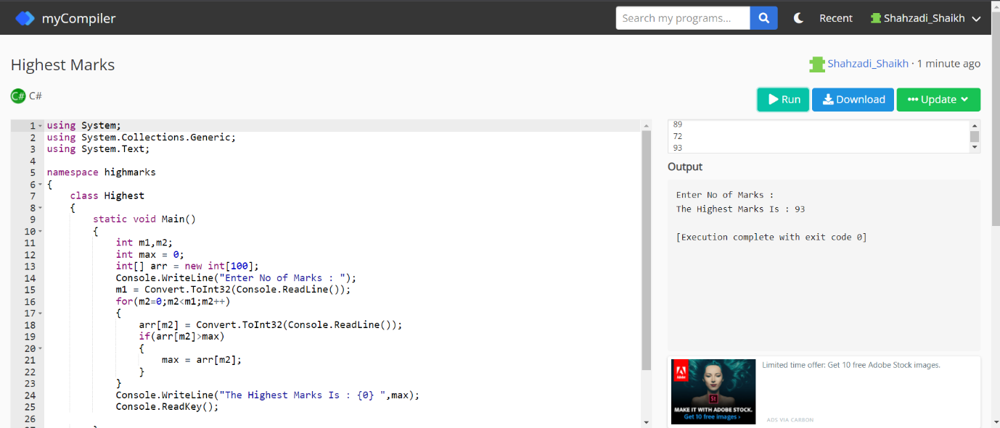 myCompiler
Search my programs...
Recent
Shahzadi_Shaikh
Highest Marks
Shahzadi_Shaikh · 1 minute ago
C# C#
Run
Download
••• Update
1 using System;
2 using System.Collections.Generic;
3 using System.Text;
4
5 namespace highmarks
6 {
7     class Highest
8     {
9         static void Main()
10         {
11             int m1,m2;
12             int max = 0;
13             int[] arr = new int[100];
14             Console.WriteLine("Enter No of Marks : ");
15             m1 = Convert.ToInt32(Console.ReadLine());
16             for(m2=0;m2<m1;m2++)
17             {
18                 arr[m2] = Convert.ToInt32(Console.ReadLine());
19                 if(arr[m2]>max)
20                 {
21                     max = arr[m2];
22                 }
23             }
24             Console.WriteLine("The Highest Marks Is : {0} ",max);
25             Console.ReadKey();
26
89
72
93
Output
Enter No of Marks :
The Highest Marks Is : 93
[Execution complete with exit code 0]
Adobe
St
MAKE IT WITH ADOBE STOCK.
Get 10 free images ›
Limited time offer: Get 10 free Adobe Stock images.
ADS VIA CARBON